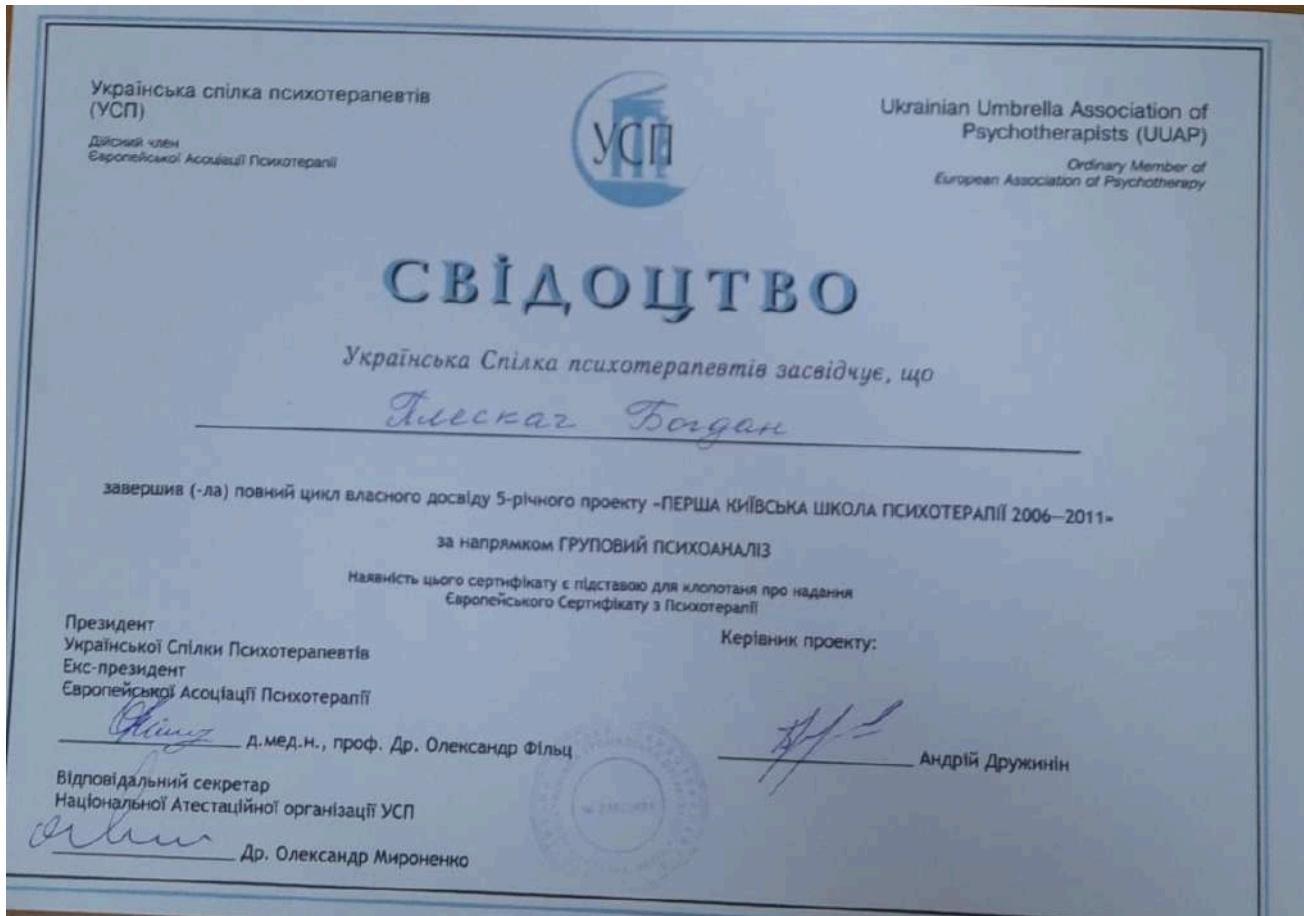 Українська спілка психотерапевтів
(УСП)
Дійсний член
Європейської Асоціації Психотерапії
УСП
Ukrainian Umbrella Association of
Psychotherapists (UUAP)
Ordinary Member of
European Association of Psychotherapy
СВІДОЦТВО
Українська Спілка психотерапевтів засвідчує, що
Плескач Богдан
завершив (-ла) повний цикл власного досвіду 5-річного проекту «ПЕРША КИЇВСЬКА ШКОЛА ПСИХОТЕРАПІЇ 2006—2011»
за напрямком ГРУПОВИЙ ПСИХОАНАЛІЗ
Наявність цього сертифікату є підставою для клопотаня про надання
Європейського Сертифікату з Психотерапії
Президент
Української Спілки Психотерапевтів
Екс-президент
Європейської Асоціації Психотерапії
д.мед.н., проф. Др. Олександр Фільц
Відповідальний секретар
Національної Атестаційної організації УСП
Др. Олександр Мироненко
Керівник проекту:
Андрій Дружинін